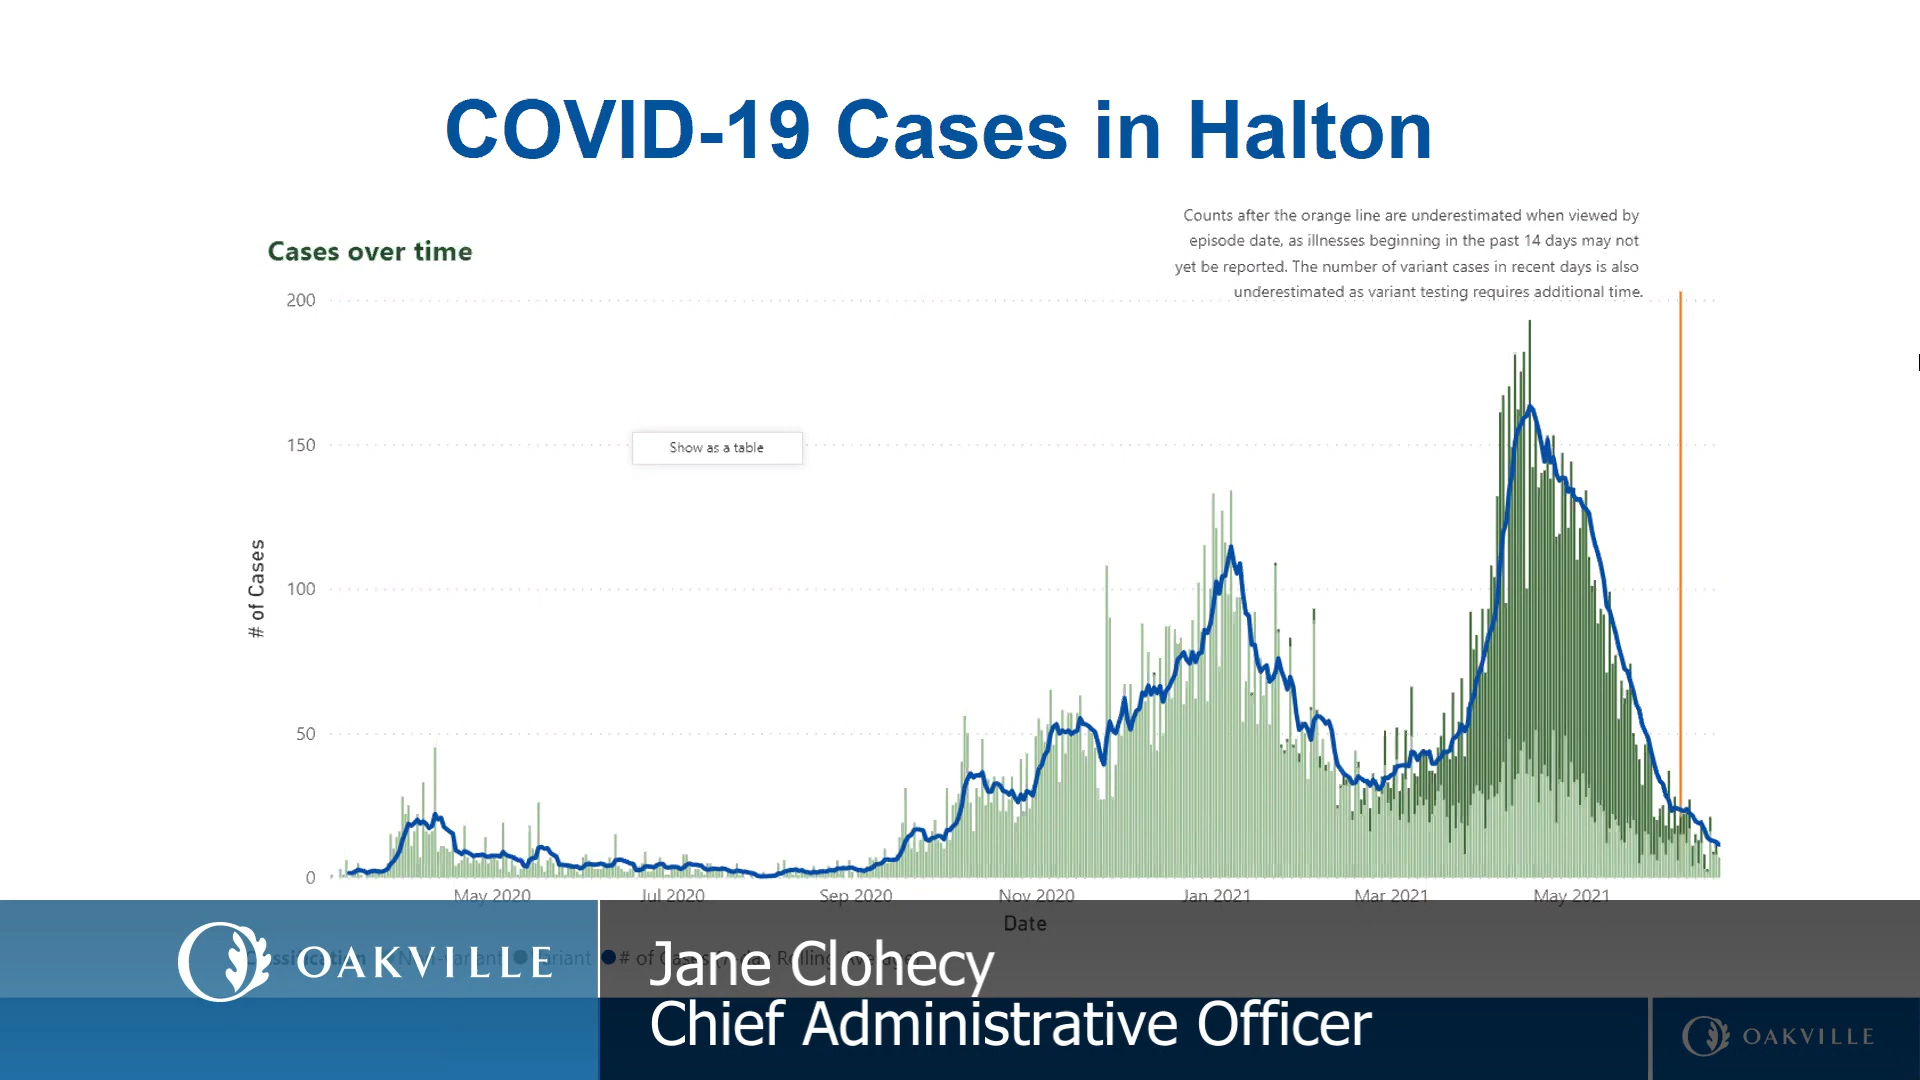 COVID-19 Cases in Halton
Counts after the orange line are underestimated when viewed by
episode date, as illnesses beginning in the past 14 days may not
yet be reported. The number of variant cases in recent days is also
underestimated as variant testing requires additional time.
Cases over time
200
150
100
50
0
# of Cases
Show as a table
May 2020
Jul 2020
Sep 2020
Nov 2020
Jan 2021
Mar 2021
May 2021
Date
# of Cases
OAKVILLE
Jane Clohecy
Chief Administrative Officer
OAKVILLE